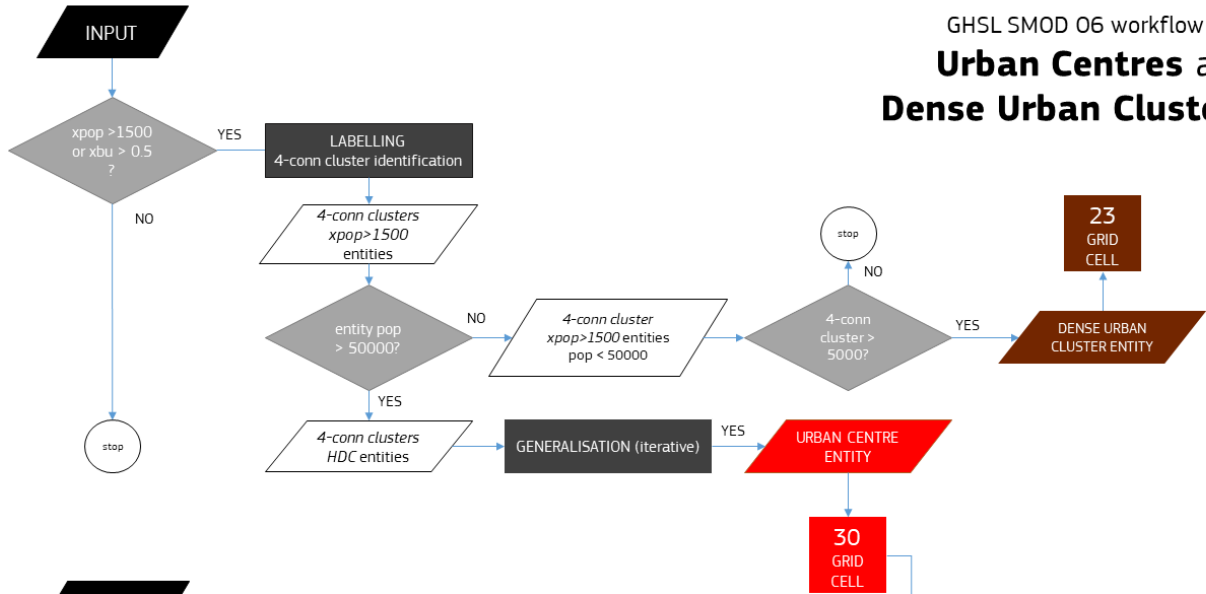 INPUT
GHSL SMOD 06 workflow
Urban Centres a
Dense Urban Cluste
xpop >1500
or xbu > 0.5
?
YES
NO
LABELLING
4-conn cluster identification
4-conn clusters
xpop>1500
entities
entity pop
> 50000?
NO
4-conn cluster
xpop>1500 entities
pop < 50000
stop
NO
4-conn
cluster >
5000?
YES
DENSE URBAN
CLUSTER ENTITY
23
GRID
CELL
YES
stop
4-conn clusters
HDC entities
GENERALISATION (iterative)
YES
URBAN CENTRE
ENTITY
30
GRID
CELL